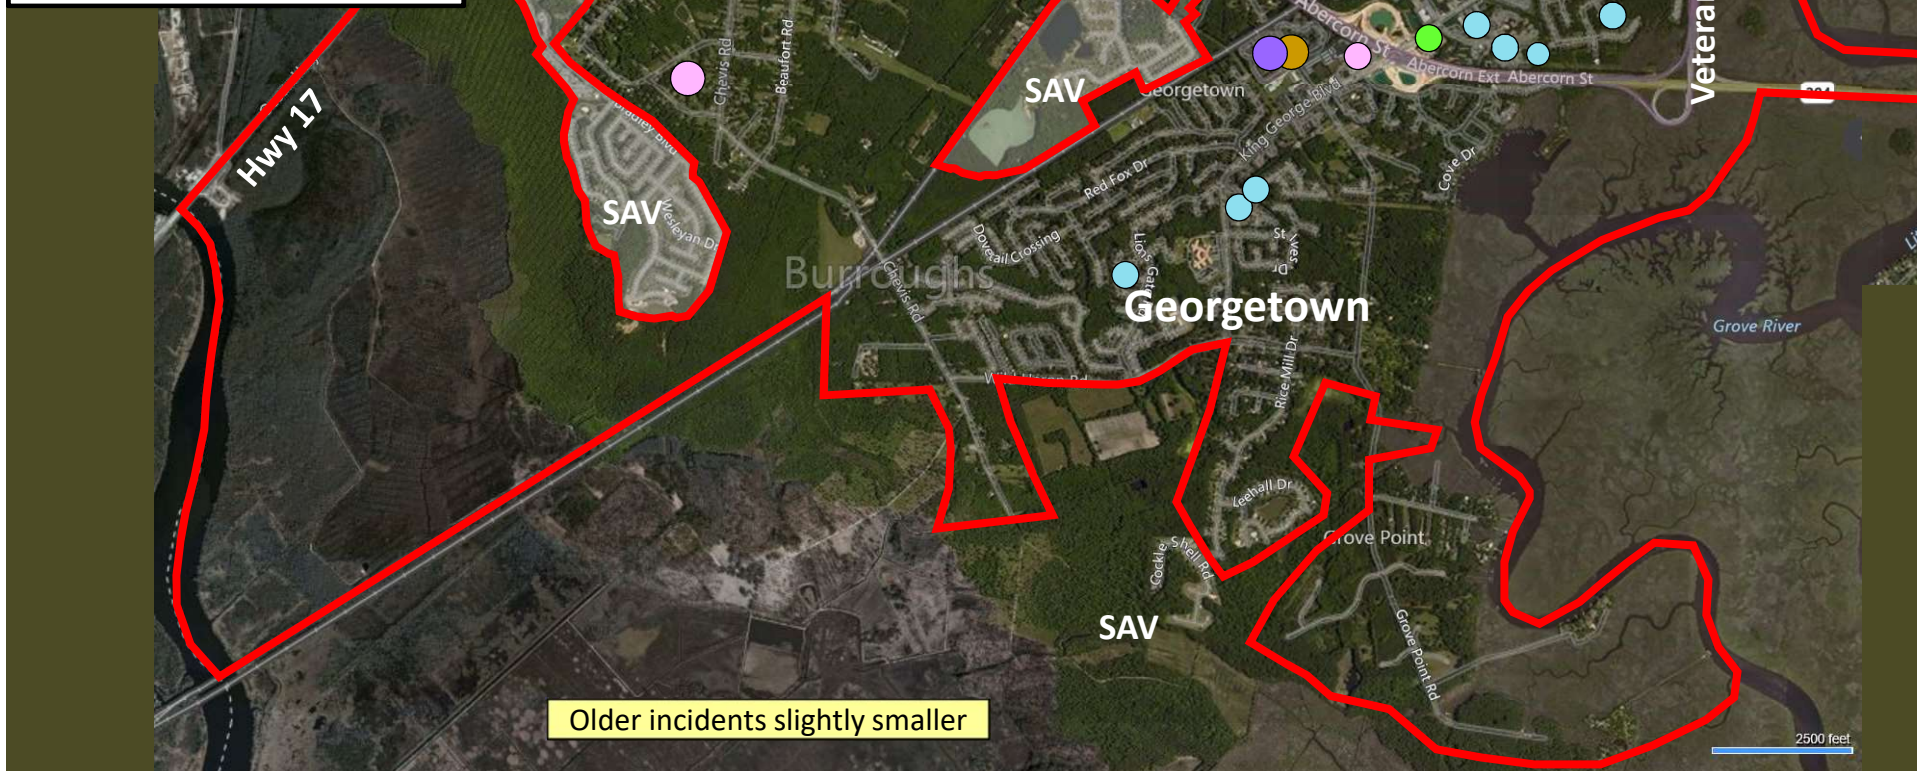 Hwy 17
Chevis Rd
Beaufort Rd
Bradley Blvd
SAV
Wesleyan Dr
SAV
Georgetown
Abercorn St
Abercorn Ext
Abercorn St
Veteran
204
King George Blvd
Red Fox Dr
Cove Dr
Dovetail Crossing
Lions Gate
St Ives Dr
Burroughs
Chevis Rd
Georgetown
Grove River
Rice Mill Dr
Leehall Dr
Grove Point
Cockle Shell Rd
SAV
Grove Point Rd
Older incidents slightly smaller
2500 feet